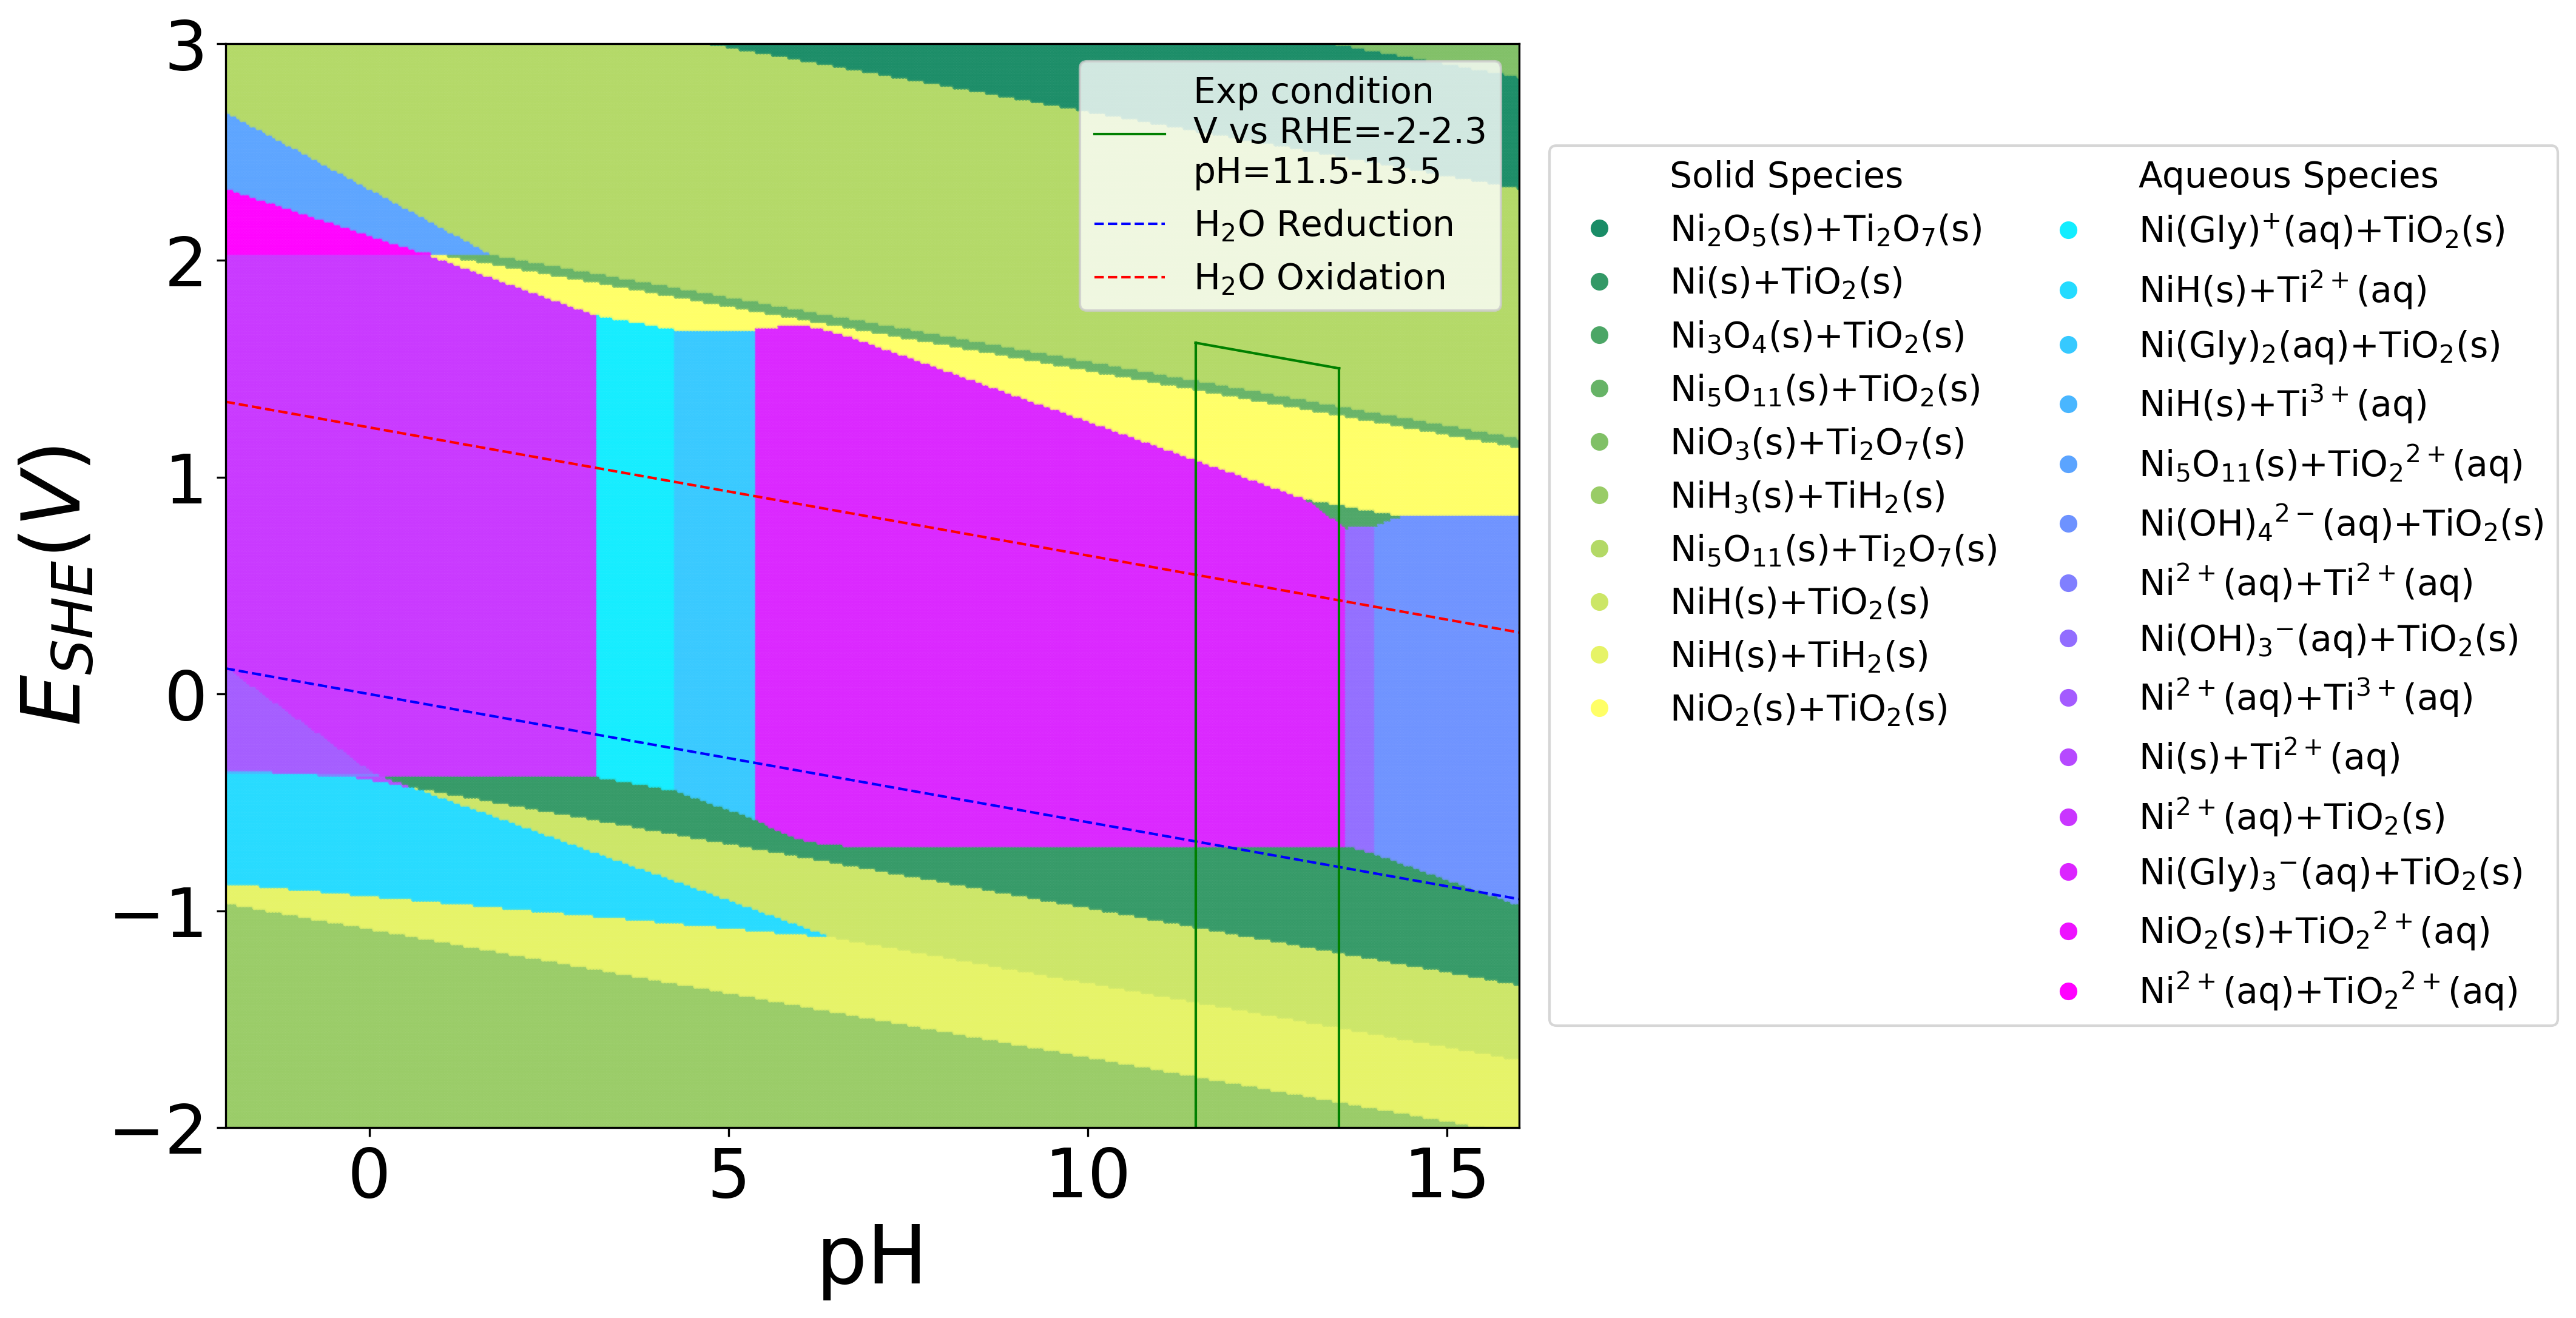 3
2
1
0
−1
−2
E_SHE(V)
0
5
10
15
pH
Exp condition
V vs RHE=-2-2.3
pH=11.5-13.5
H₂O Reduction
H₂O Oxidation
Solid Species
Ni₂O₅(s)+Ti₂O₇(s)
Ni(s)+TiO₂(s)
Ni₃O₄(s)+TiO₂(s)
Ni₅O₁₁(s)+TiO₂(s)
NiO₃(s)+Ti₂O₇(s)
NiH₃(s)+TiH₂(s)
Ni₅O₁₁(s)+Ti₂O₇(s)
NiH(s)+TiO₂(s)
NiH(s)+TiH₂(s)
NiO₂(s)+TiO₂(s)
Aqueous Species
Ni(Gly)⁺(aq)+TiO₂(s)
NiH(s)+Ti²⁺(aq)
Ni(Gly)₂(aq)+TiO₂(s)
NiH(s)+Ti³⁺(aq)
Ni₅O₁₁(s)+TiO₂²⁺(aq)
Ni(OH)₄²⁻(aq)+TiO₂(s)
Ni²⁺(aq)+Ti²⁺(aq)
Ni(OH)₃⁻(aq)+TiO₂(s)
Ni²⁺(aq)+Ti³⁺(aq)
Ni(s)+Ti²⁺(aq)
Ni²⁺(aq)+TiO₂(s)
Ni(Gly)₃⁻(aq)+TiO₂(s)
NiO₂(s)+TiO₂²⁺(aq)
Ni²⁺(aq)+TiO₂²⁺(aq)